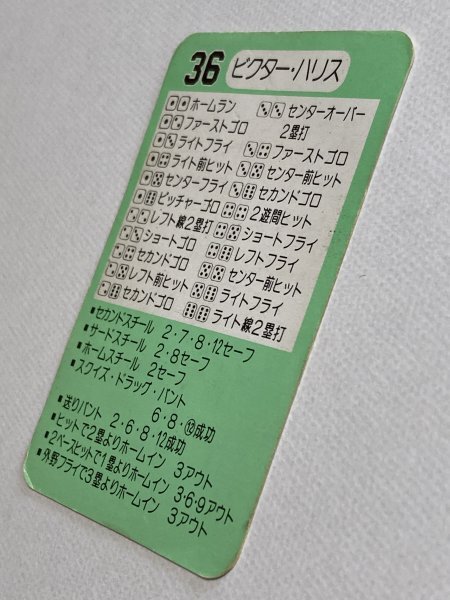 36 ビクター・ハリス
ホームラン
ファーストゴロ
ライトフライ
ライト前ヒット
センターフライ
ピッチャーゴロ
レフト線2塁打
ショートゴロ
セカンドゴロ
レフト前ヒット
セカンドゴロ
センターオーバー
2塁打
ファーストゴロ
センター前ヒット
セカンドゴロ
2遊間ヒット
ショートフライ
レフトフライ
センター前ヒット
ライトフライ
ライト線2塁打
■セカンドスチール 2・7・8・12セーフ
■サードスチール 2・8セーフ
■ホームスチール 2セーフ
■スクイズ・ドラッグ・バント
6・8・⑩成功
■送りバント 2・6・8・12成功
■ヒットで2塁よりホームイン 3アウト
■2ベースヒットで1塁よりホームイン 3・6・9アウト
■外野フライで3塁よりホームイン 3アウト